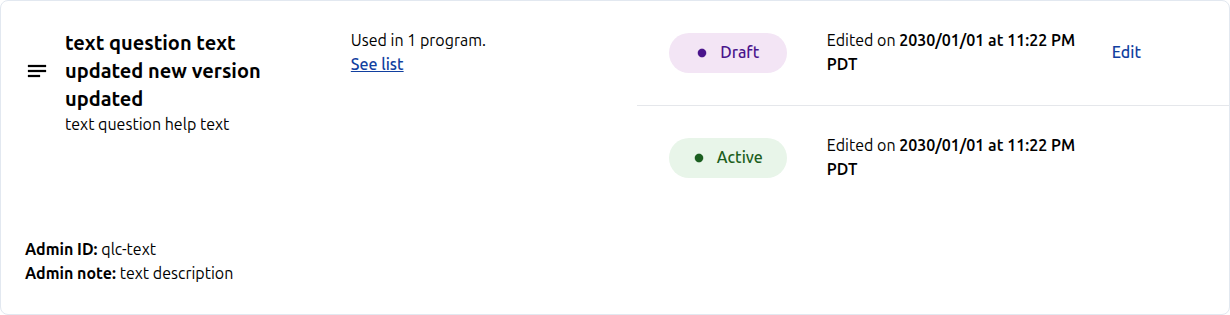 text question text
updated new version
updated
text question help text
Used in 1 program.
See list
Draft
Edited on 2030/01/01 at 11:22 PM
PDT
Edit
Active
Edited on 2030/01/01 at 11:22 PM
PDT
Admin ID: qlc-text
Admin note: text description